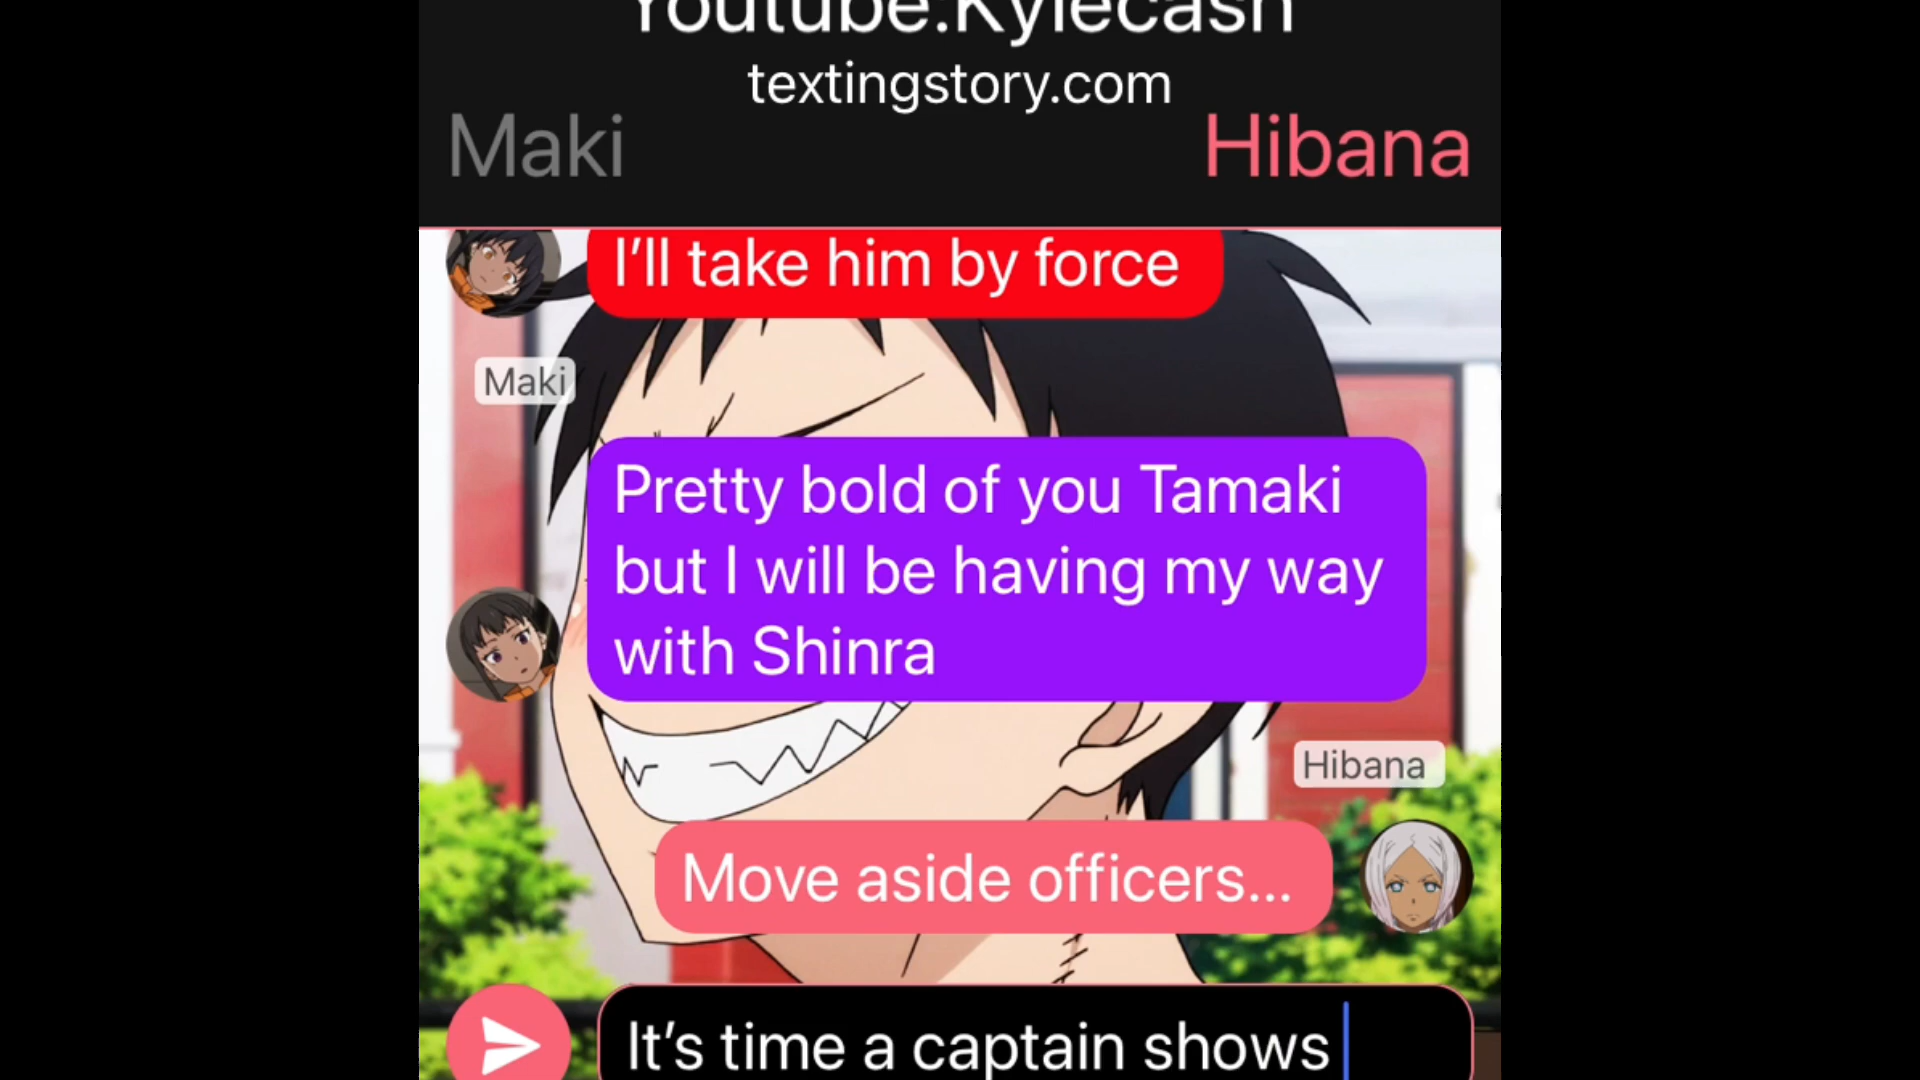 Youtube:Kylecash
textingstory.com
Maki Hibana
I'll take him by force
Maki
Pretty bold of you Tamaki
but I will be having my way
with Shinra
Hibana
Move aside officers...
It's time a captain shows